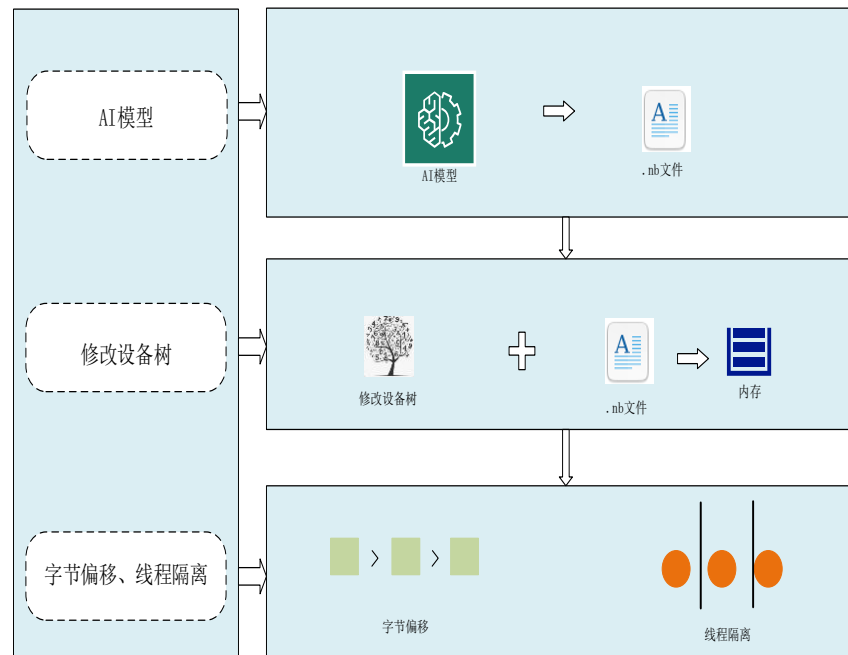 AI模型
AI模型
.nb文件
修改设备树
修改设备树
.nb文件
内存
字节偏移、线程隔离
字节偏移
线程隔离